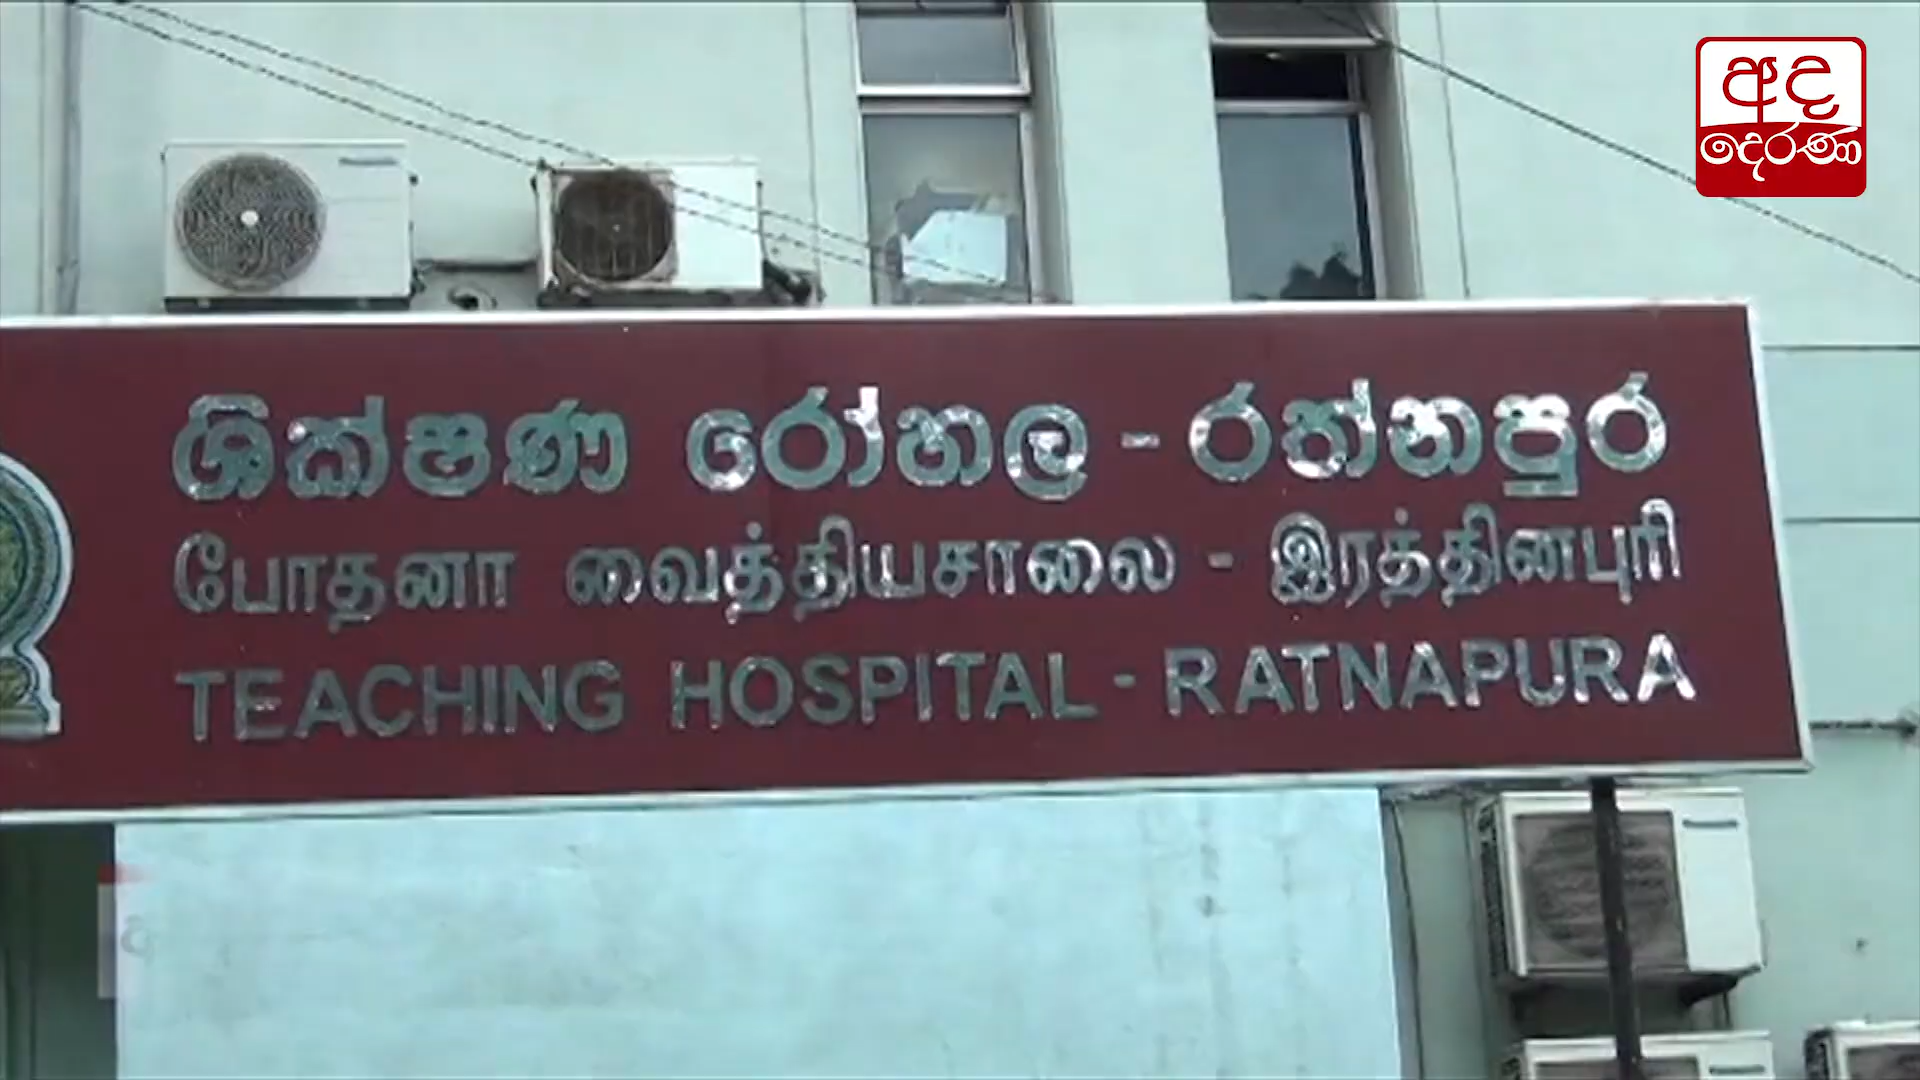 අද
දෙරණ
ශික්ෂණ රෝහල - රත්නපුර
போதனா வைத்தியசாலை - இரத்தினபுரி
TEACHING HOSPITAL - RATNAPURA